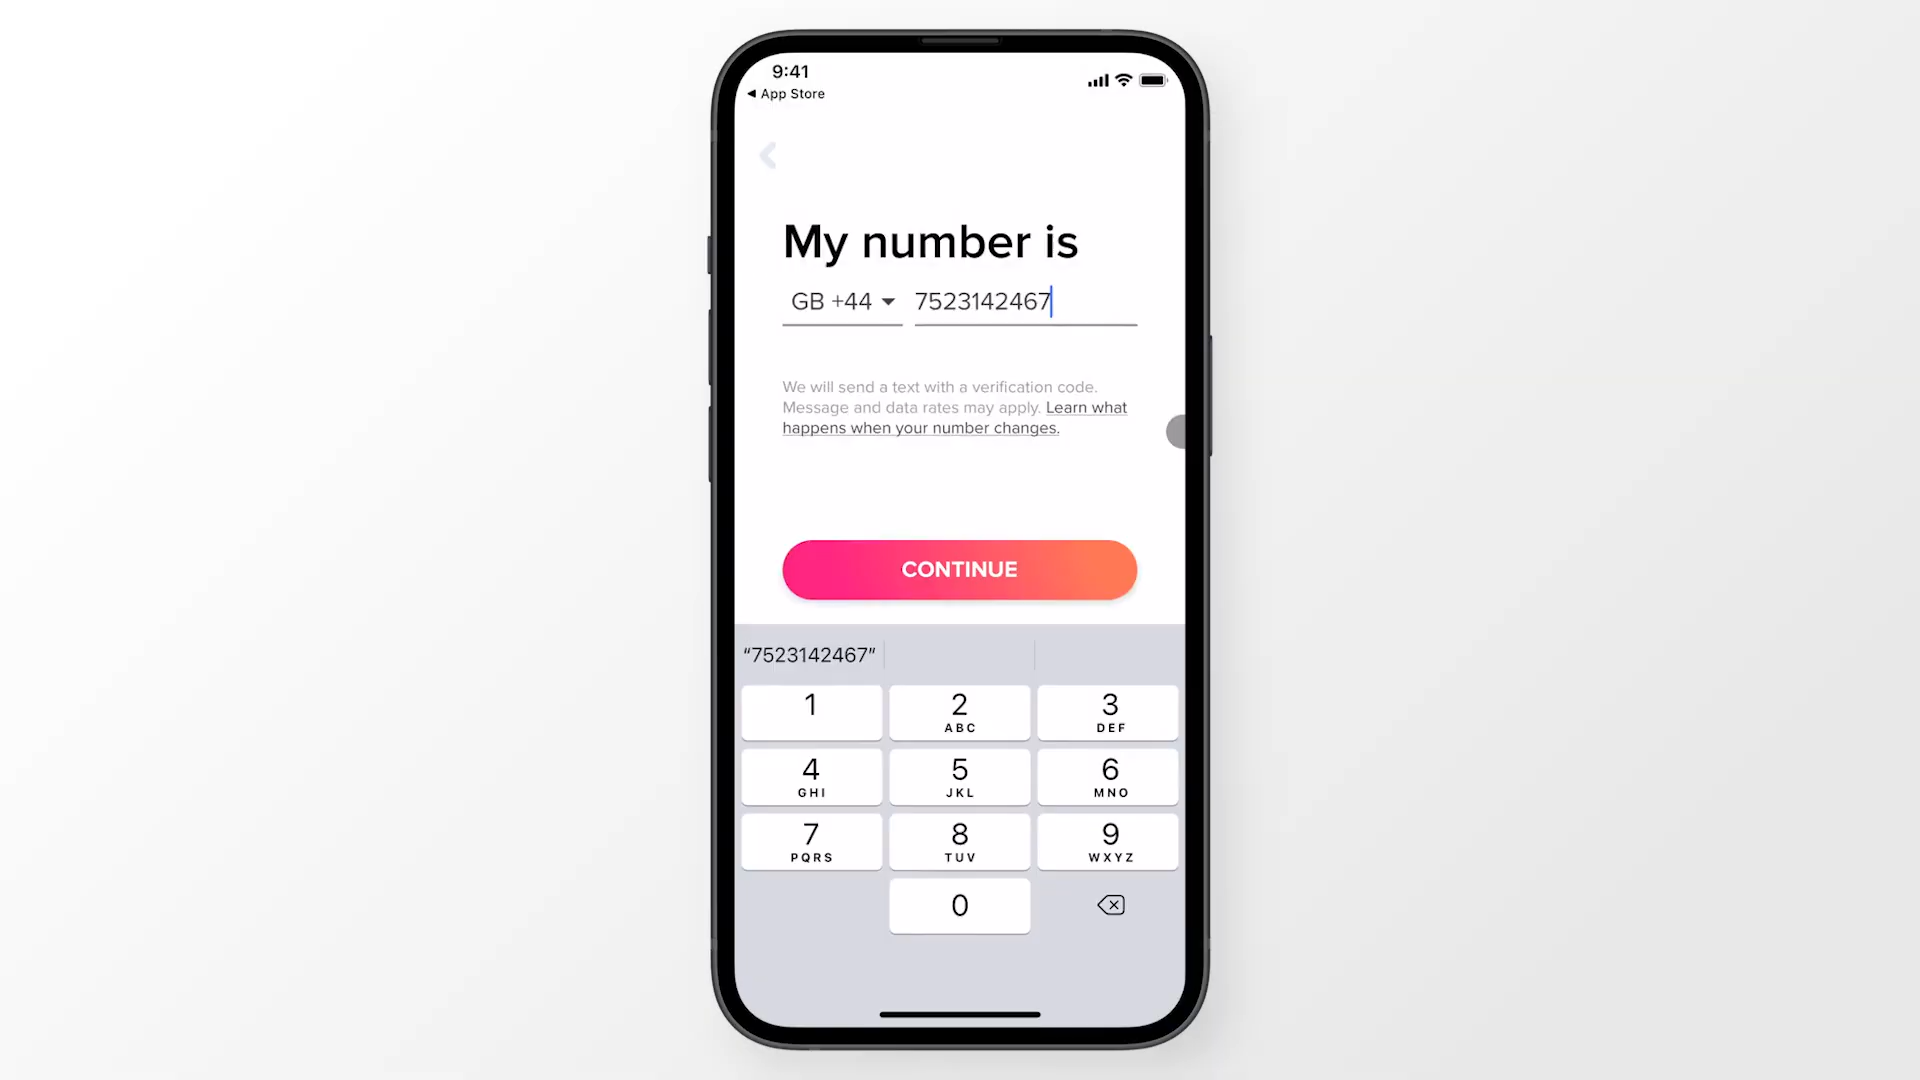 9:41
◀ App Store
My number is
GB +44 7523142467
We will send a text with a verification code.
Message and data rates may apply. Learn what
happens when your number changes.
CONTINUE
“7523142467”
1 2 3
ABC DEF
4 5 6
GHI JKL MNO
7 8 9
PQRS TUV WXYZ
0